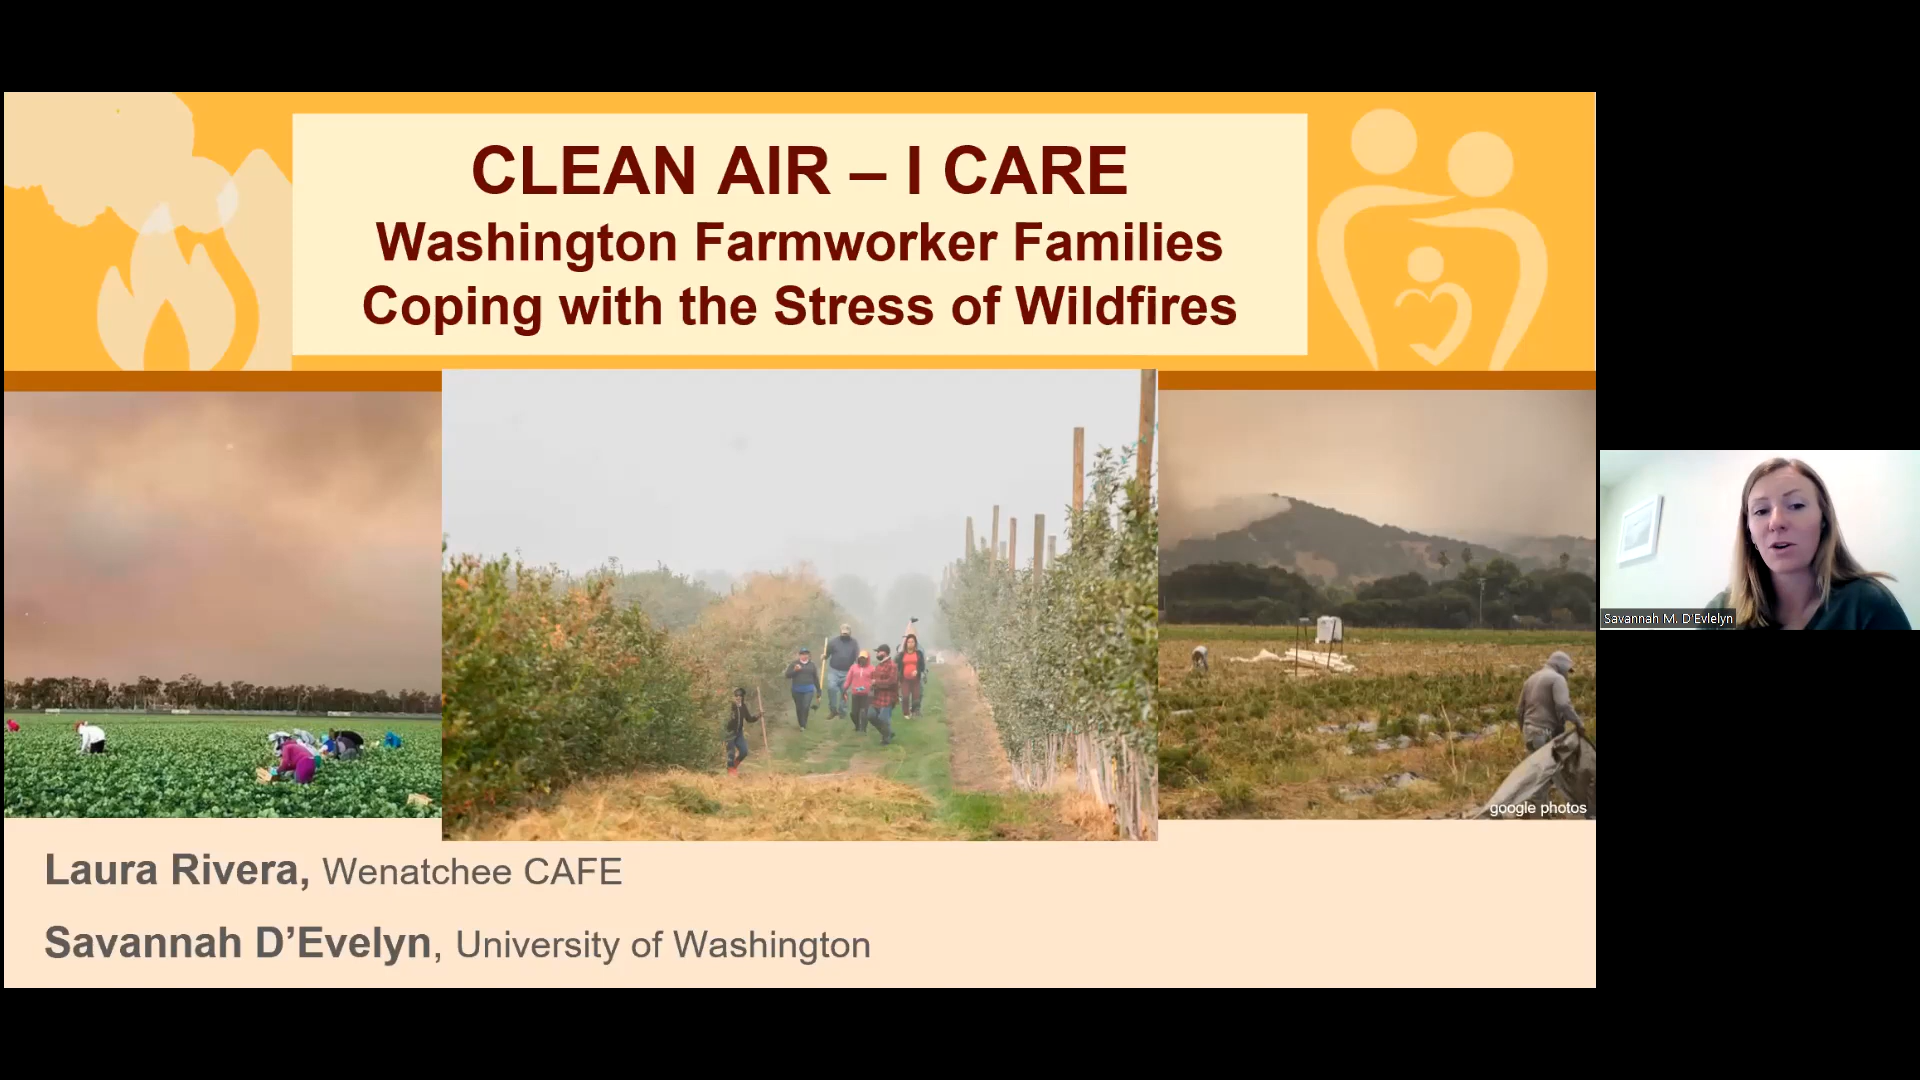 CLEAN AIR – I CARE
Washington Farmworker Families
Coping with the Stress of Wildfires
google photos
Laura Rivera, Wenatchee CAFE
Savannah D’Evelyn, University of Washington
Savannah M. D'Evlelyn